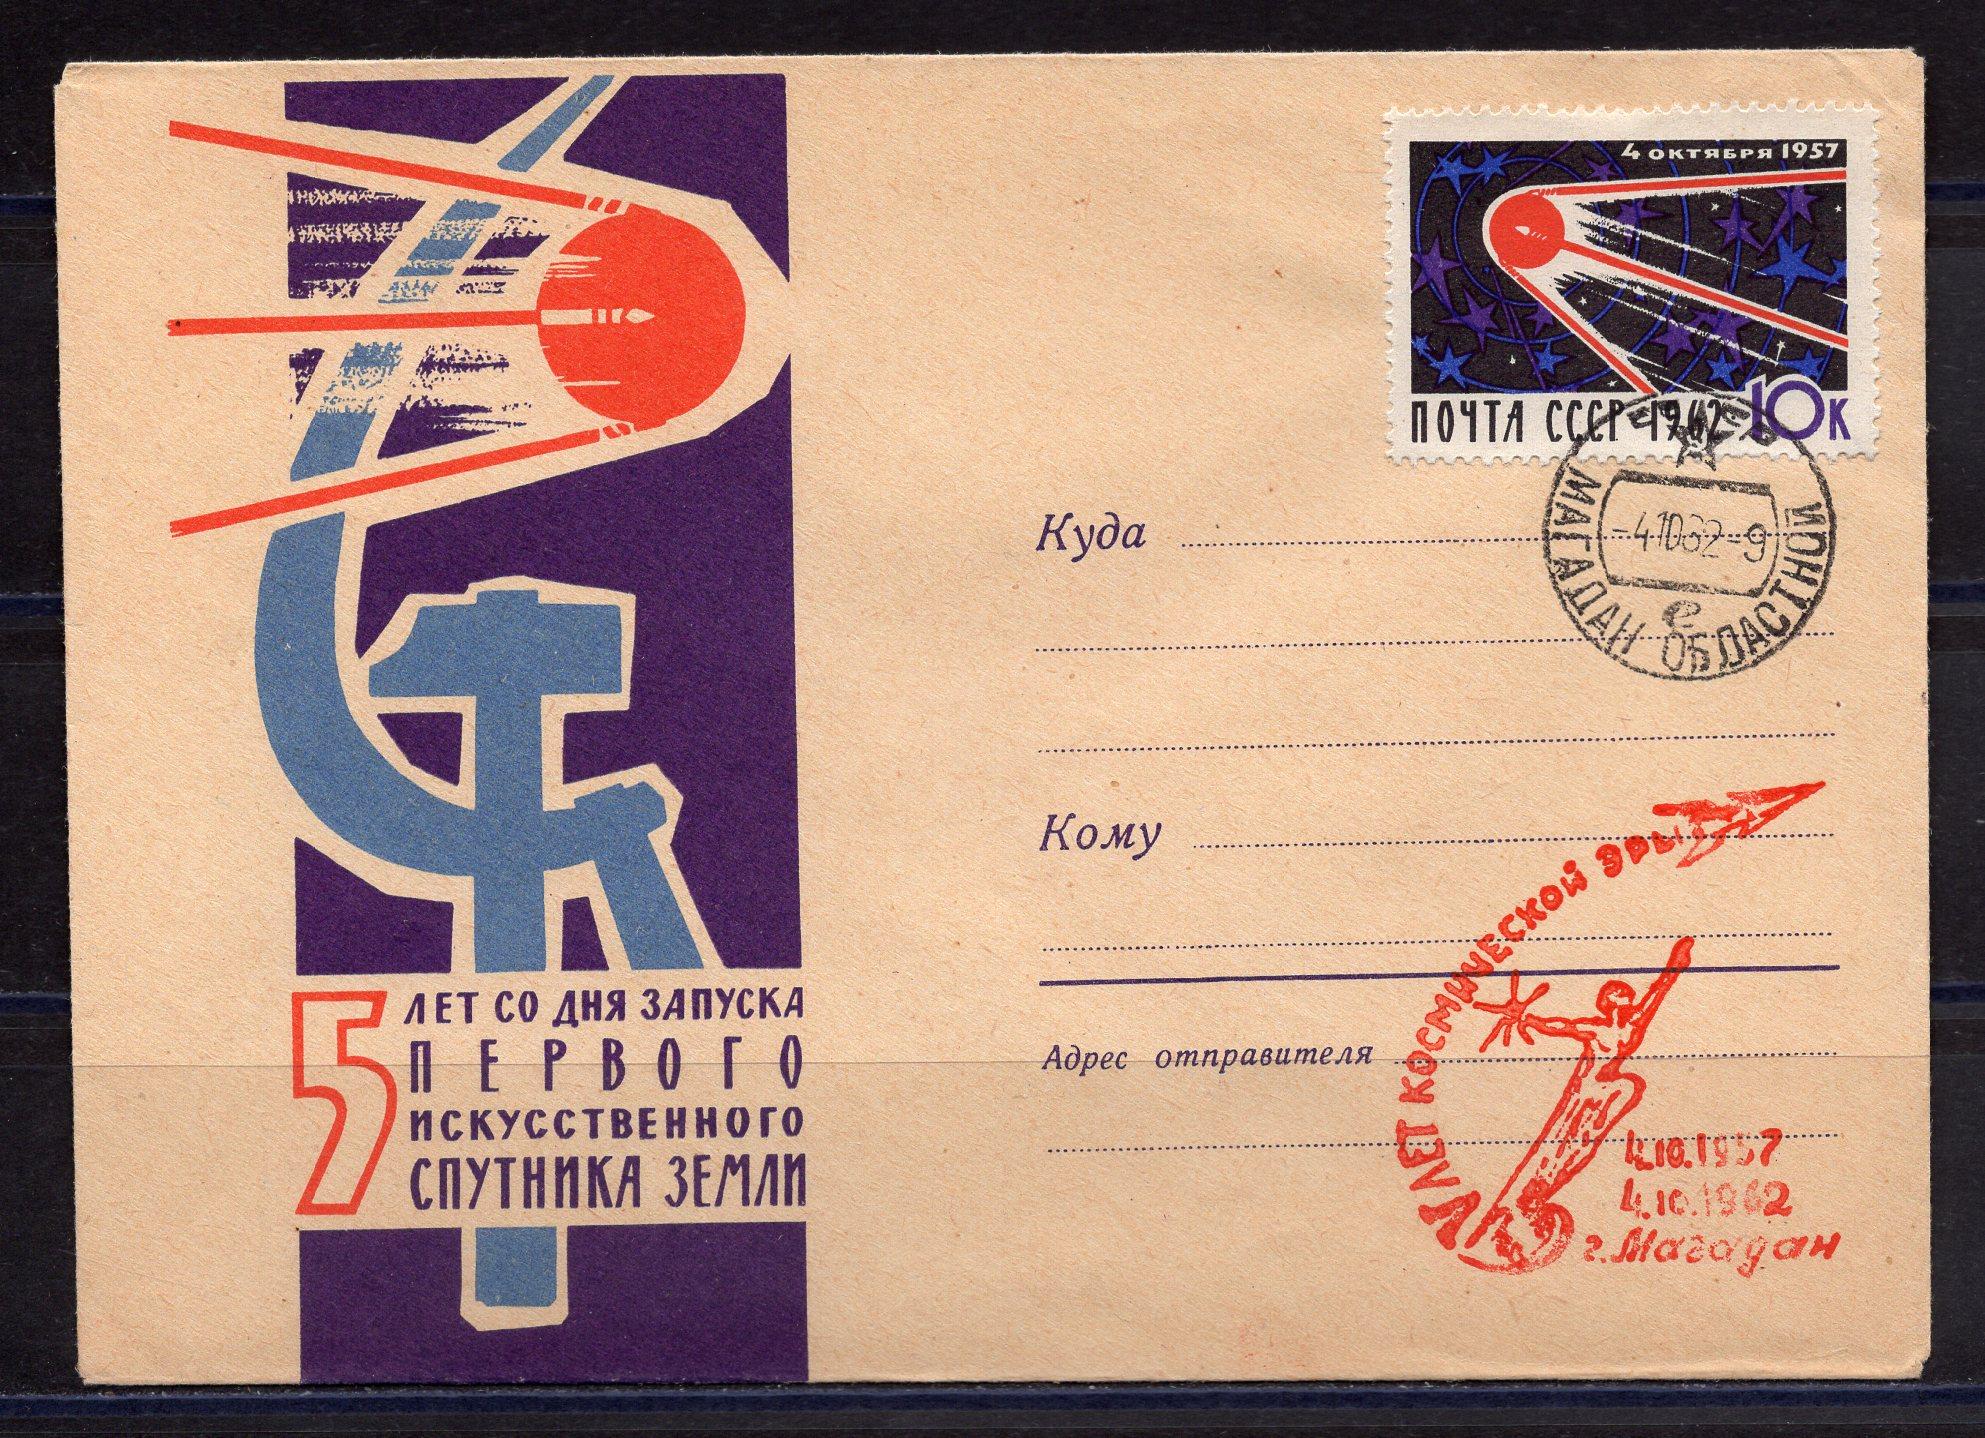 4 ОКТЯБРЯ 1957
ПОЧТА СССР 1962 10К
МАГАДАН ОБЛАСТНОЙ
-4.10.62-9
е
Куда
Кому
Адрес отправителя
5 ЛЕТ СО ДНЯ ЗАПУСКА
ПЕРВОГО
ИСКУССТВЕННОГО
СПУТНИКА ЗЕМЛИ
ЛЕТ КОСМИЧЕСКОЙ ЭРЫ
4.10.1957
4.10.1962
г. Магадан